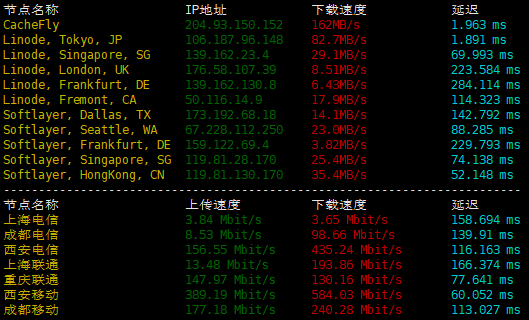 节点名称 IP地址 下载速度 延迟
CacheFly 204.93.150.152 162MB/s 1.963 ms
Linode, Tokyo, JP 106.187.96.148 82.7MB/s 1.891 ms
Linode, Singapore, SG 139.162.23.4 29.1MB/s 69.993 ms
Linode, London, UK 176.58.107.39 8.51MB/s 223.584 ms
Linode, Frankfurt, DE 139.162.130.8 6.43MB/s 284.114 ms
Linode, Fremont, CA 50.116.14.9 17.9MB/s 114.323 ms
Softlayer, Dallas, TX 173.192.68.18 14.1MB/s 142.792 ms
Softlayer, Seattle, WA 67.228.112.250 23.0MB/s 88.285 ms
Softlayer, Frankfurt, DE 159.122.69.4 3.82MB/s 229.793 ms
Softlayer, Singapore, SG 119.81.28.170 25.4MB/s 74.138 ms
Softlayer, HongKong, CN 119.81.130.170 35.4MB/s 52.148 ms
----------------------------------------------------------------------
节点名称 上传速度 下载速度 延迟
上海电信 3.84 Mbit/s 3.65 Mbit/s 158.694 ms
成都电信 8.53 Mbit/s 98.66 Mbit/s 139.91 ms
西安电信 156.55 Mbit/s 435.24 Mbit/s 116.163 ms
上海联通 13.48 Mbit/s 193.86 Mbit/s 166.374 ms
重庆联通 147.97 Mbit/s 130.16 Mbit/s 77.641 ms
西安移动 389.19 Mbit/s 584.03 Mbit/s 60.052 ms
成都移动 177.18 Mbit/s 240.28 Mbit/s 113.027 ms